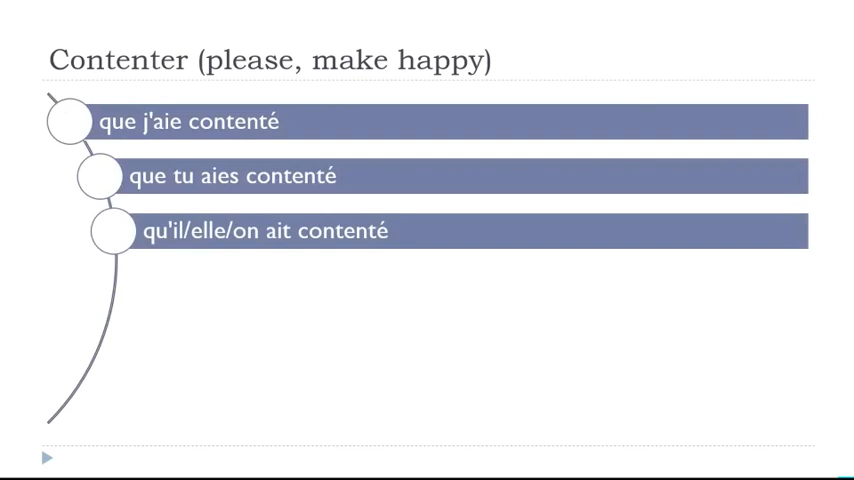 Contenter (please, make happy)
que j'aie contenté
que tu aies contenté
qu'il/elle/on ait contenté